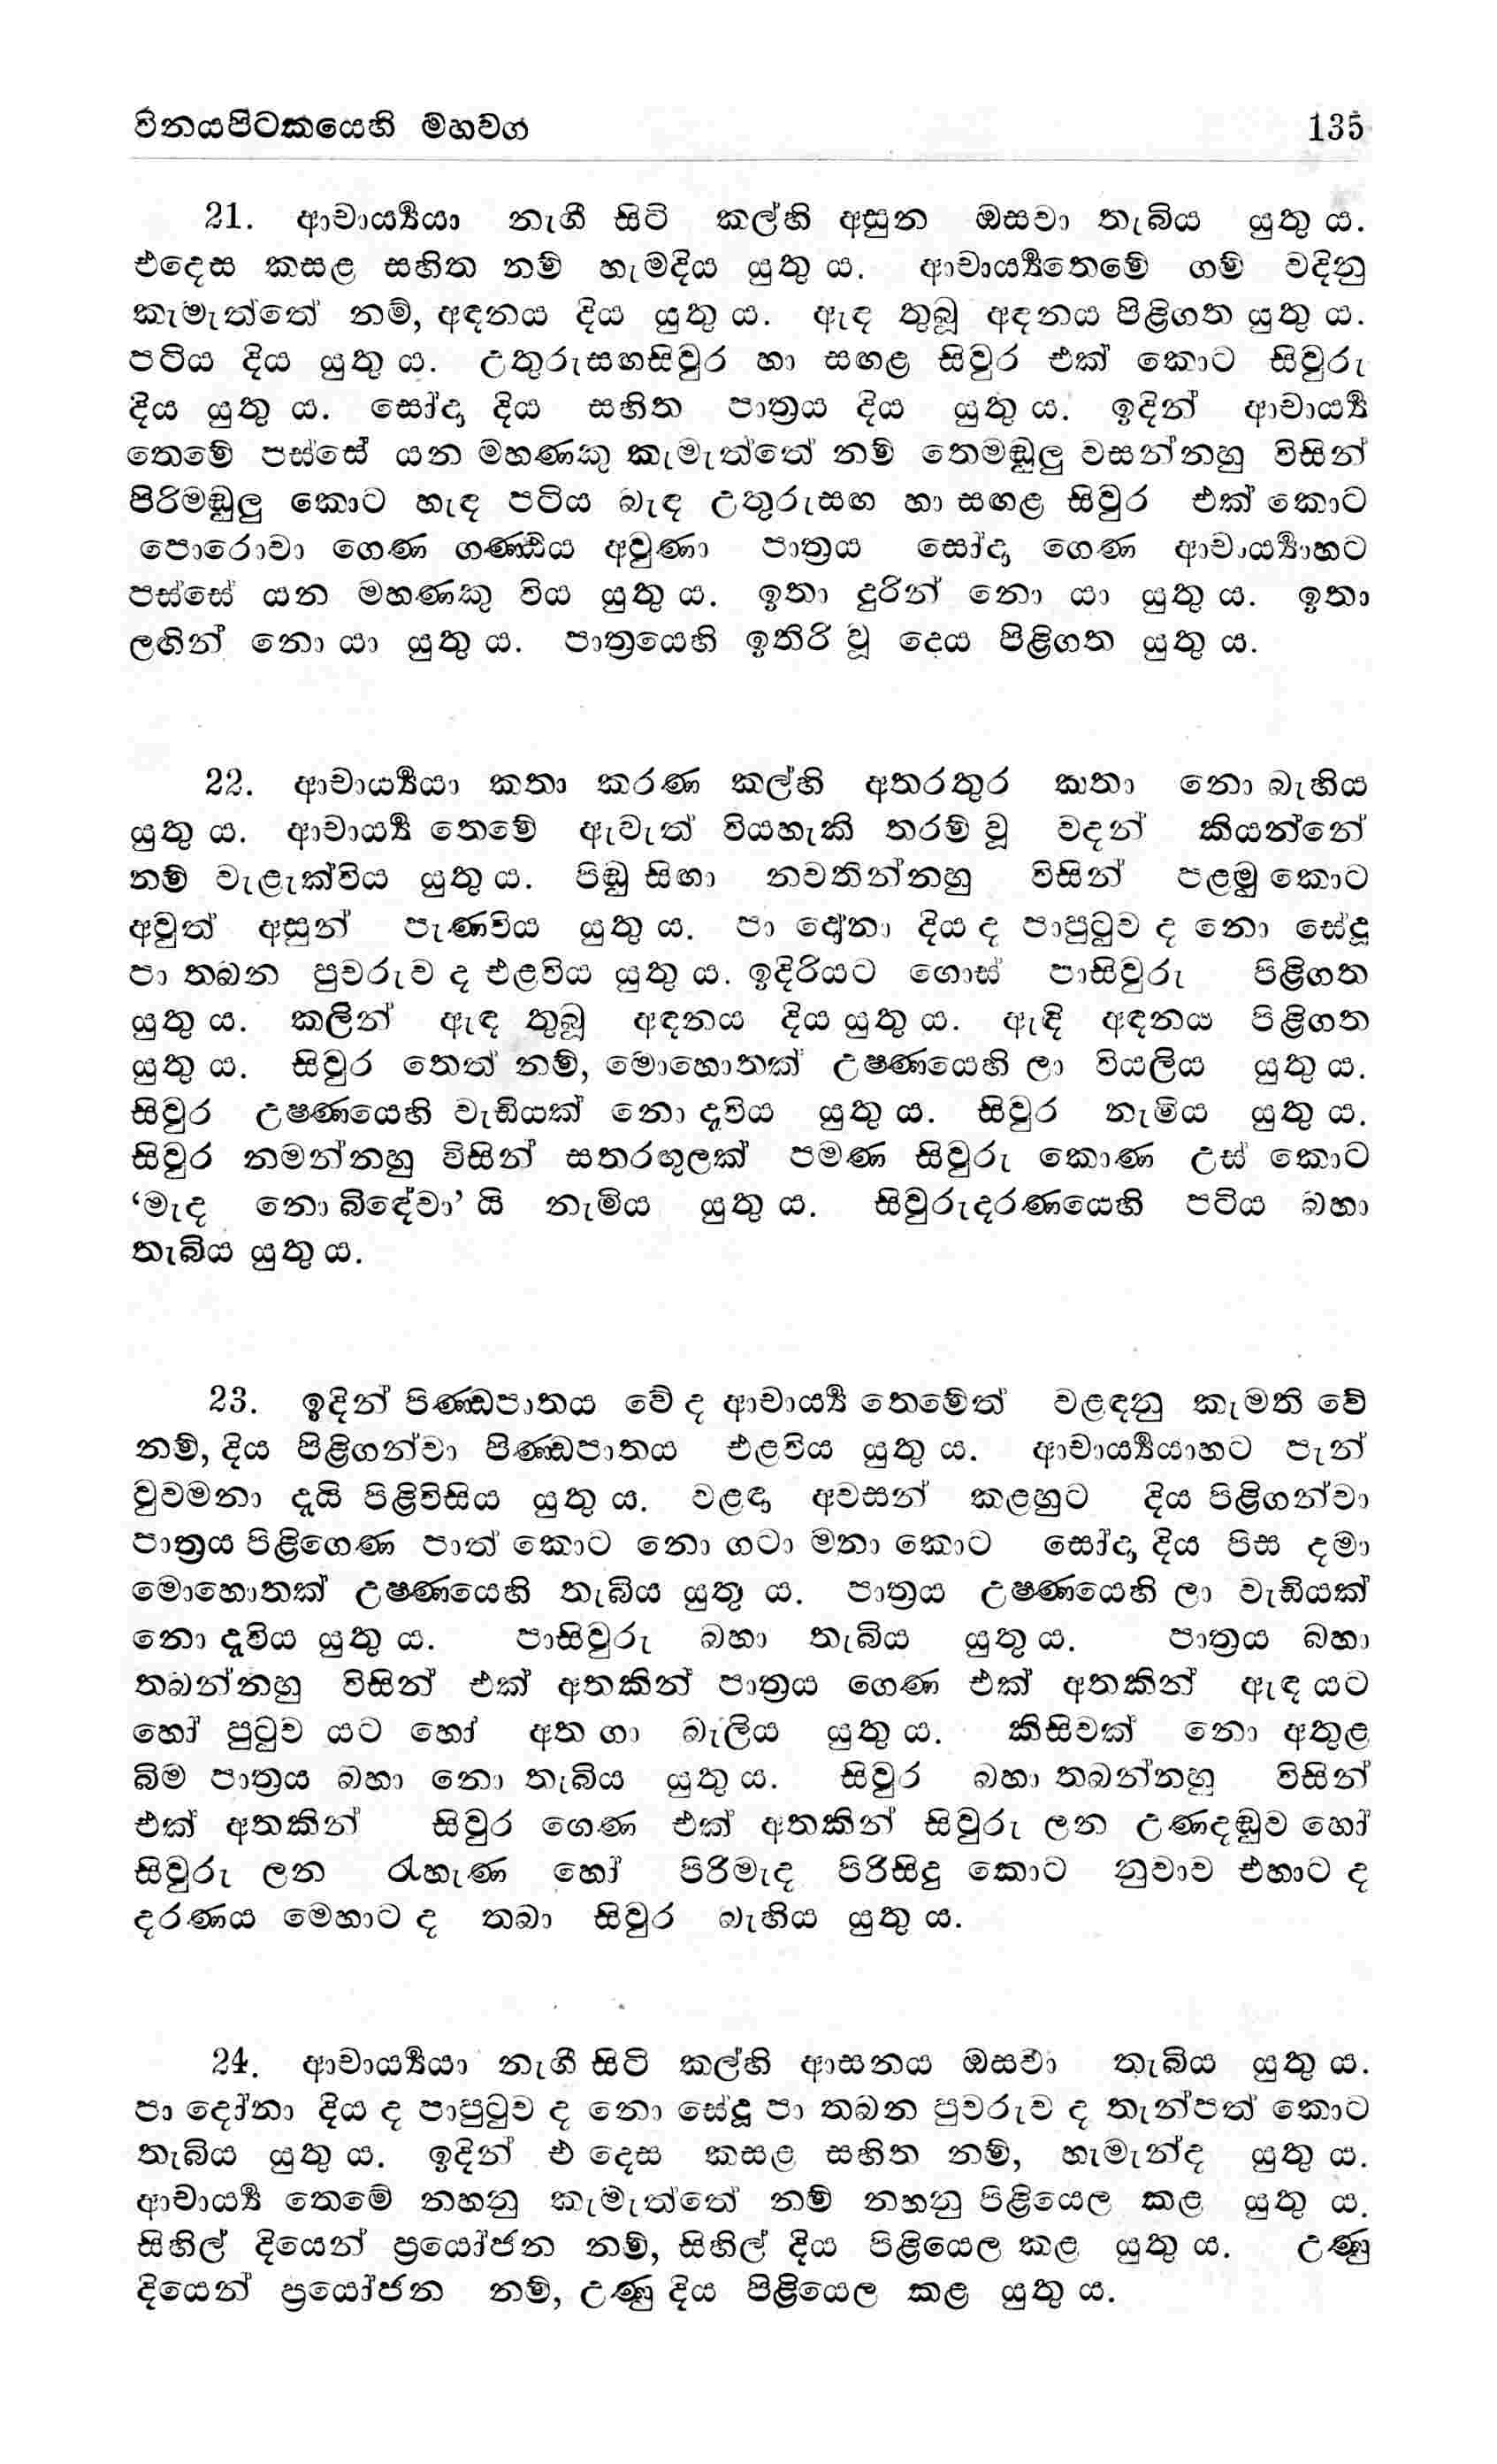 විනයපිටකයෙහි මහවග 135
21. ආචාර්‍ය්‍යයා නැගී සිටි කල්හි අසුන ඔසවා තැබිය යුතු ය.
එදෙස කසළ සහිත නම් හැමදිය යුතු ය. ආචාර්‍ය්‍යතෙමේ ගම් වදිනු
කැමැත්තේ නම්, අඳනය දිය යුතු ය. ඇඳ තුබූ අඳනය පිළිගත යුතු ය.
පටිය දිය යුතු ය. උතුරුසඟසිවුර හා සඟළ සිවුර එක් කොට සිවුරු
දිය යුතු ය. සෝදා දිය සහිත පාත්‍රය දිය යුතු ය. ඉදින් ආචාර්‍ය්‍ය
තෙමේ පස්සේ යන මහණකු කැමැත්තේ නම් තෙමඬුලු වසන්නහු විසින්
පිරිමඬුලු කොට හැඳ පටිය බැඳ උතුරුසඟ හා සඟළ සිවුර එක් කොට
පොරොවා ගෙණ ගණ්ඨිය අවුණා පාත්‍රය සෝදා ගෙණ ආචාර්‍ය්‍යාහට
පස්සේ යන මහණකු විය යුතු ය. ඉතා දුරින් නො යා යුතු ය. ඉතා
ලඟින් නො යා යුතු ය. පාත්‍රයෙහි ඉතිරි වූ දෙය පිළිගත යුතු ය.
22. ආචාර්‍ය්‍යයා කතා කරණ කල්හි අතරතුර කතා නො බැහිය
යුතු ය. ආචාර්‍ය්‍ය තෙමේ ඇවැත් වියහැකි තරම් වූ වදන් කියන්නේ
නම් වැළැක්විය යුතු ය. පිඬු සිඟා නවතින්නහු විසින් පළමු කොට
අවුත් අසුන් පැණවිය යුතු ය. පා දෝනා දිය ද පාපුටුව ද නො සේදූ
පා තබන පුවරුව ද එළවිය යුතු ය. ඉදිරියට ගොස් පාසිවුරු පිළිගත
යුතු ය. කලින් ඇඳ තුබූ අඳනය දිය යුතු ය. ඇඳි අඳනය පිළිගත
යුතු ය. සිවුර තෙත් නම්, මොහොතක් උෂ්ණයෙහි ලා වියලිය යුතු ය.
සිවුර උෂ්ණයෙහි වැඩියක් නො දැවිය යුතු ය. සිවුර නැමිය යුතු ය.
සිවුර නමන්නහු විසින් සතරඟුලක් පමණ සිවුරු කොණ උස් කොට
‘මැද නො බිඳේවා’ යි නැමිය යුතු ය. සිවුරුදරණයෙහි පටිය බහා
තැබිය යුතු ය.
23. ඉදින් පිණ්ඩපාතය වේ ද ආචාර්‍ය්‍ය තෙමේත් වළඳනු කැමති වේ
නම්, දිය පිළිගන්වා පිණ්ඩපාතය එළවිය යුතු ය. ආචාර්‍ය්‍යයාහට පැන්
වුවමනා දැයි පිළිවිසිය යුතු ය. වළඳා අවසන් කළහුට දිය පිළිගන්වා
පාත්‍රය පිළිගෙණ පාත් කොට නො ගටා මනා කොට සෝදා දිය පිස දමා
මොහොතක් උෂ්ණයෙහි තැබිය යුතු ය. පාත්‍රය උෂ්ණයෙහි ලා වැඩියක්
නො දැවිය යුතු ය. පාසිවුරු බහා තැබිය යුතු ය. පාත්‍රය බහා
තබන්නහු විසින් එක් අතකින් පාත්‍රය ගෙණ එක් අතකින් ඇඳ යට
හෝ පුටුව යට හෝ අත ගා බැලිය යුතු ය. කිසිවක් නො අතුළ
බිම පාත්‍රය බහා නො තැබිය යුතු ය. සිවුර බහා තබන්නහු විසින්
එක් අතකින් සිවුර ගෙණ එක් අතකින් සිවුරු ලන උණදඬුව හෝ
සිවුරු ලන රැහැණ හෝ පිරිමැද පිරිසිදු කොට නුවාව එහාට ද
දරණය මෙහාට ද තබා සිවුර බැහිය යුතු ය.
24. ආචාර්‍ය්‍යයා නැගී සිටි කල්හි ආසනය ඔසවා තැබිය යුතු ය.
පා දෝනා දිය ද පාපුටුව ද නො සේදූ පා තබන පුවරුව ද තැන්පත් කොට
තැබිය යුතු ය. ඉදින් එ දෙස කසළ සහිත නම්, හැමැන්ද යුතු ය.
ආචාර්‍ය්‍ය තෙමේ නහනු කැමැත්තේ නම් නහනු පිළියෙල කළ යුතු ය.
සිහිල් දියෙන් ප්‍රයෝජන නම්, සිහිල් දිය පිළියෙල කළ යුතු ය. උණු
දියෙන් ප්‍රයෝජන නම්, උණු දිය පිළියෙල කළ යුතු ය.